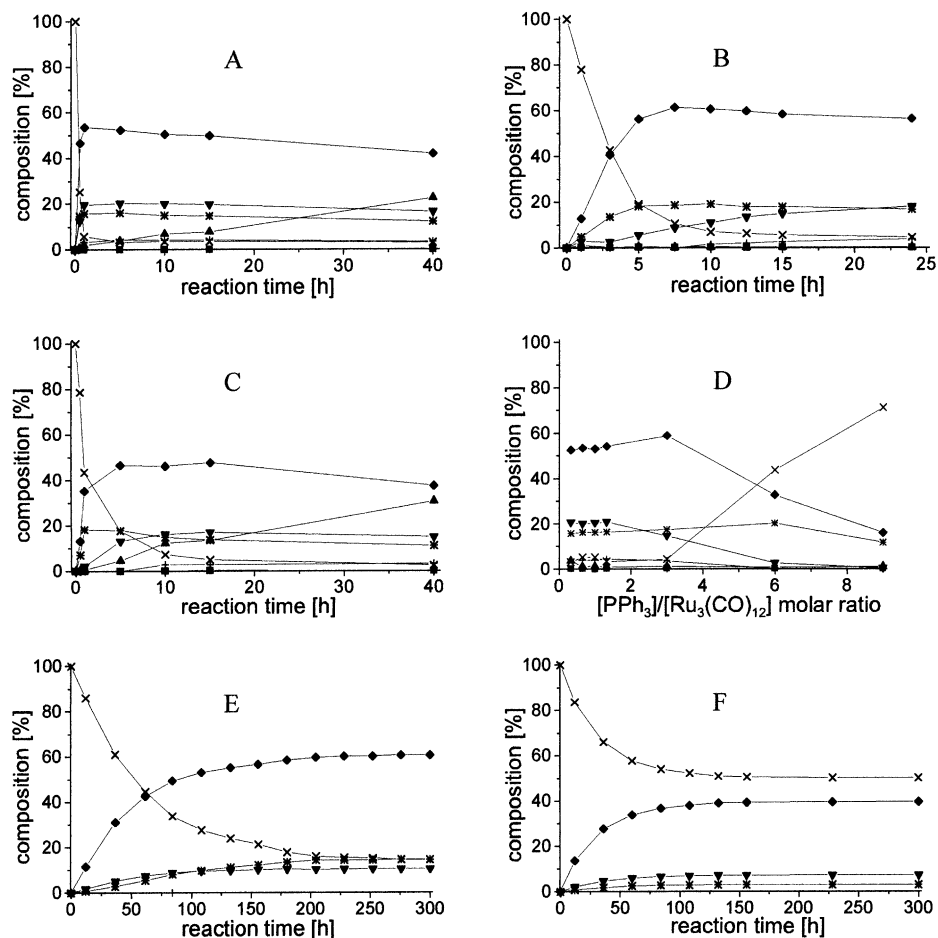 A
composition [%]
100
80
60
40
20
0
0 10 20 30 40
reaction time [h]
B
composition [%]
100
80
60
40
20
0
0 5 10 15 20 25
reaction time [h]
C
composition [%]
100
80
60
40
20
0
0 10 20 30 40
reaction time [h]
D
composition [%]
100
80
60
40
20
0
0 2 4 6 8
[PPh₃]/[Ru₃(CO)₁₂] molar ratio
E
composition [%]
100
80
60
40
20
0
0 50 100 150 200 250 300
reaction time [h]
F
composition [%]
100
80
60
40
20
0
0 50 100 150 200 250 300
reaction time [h]